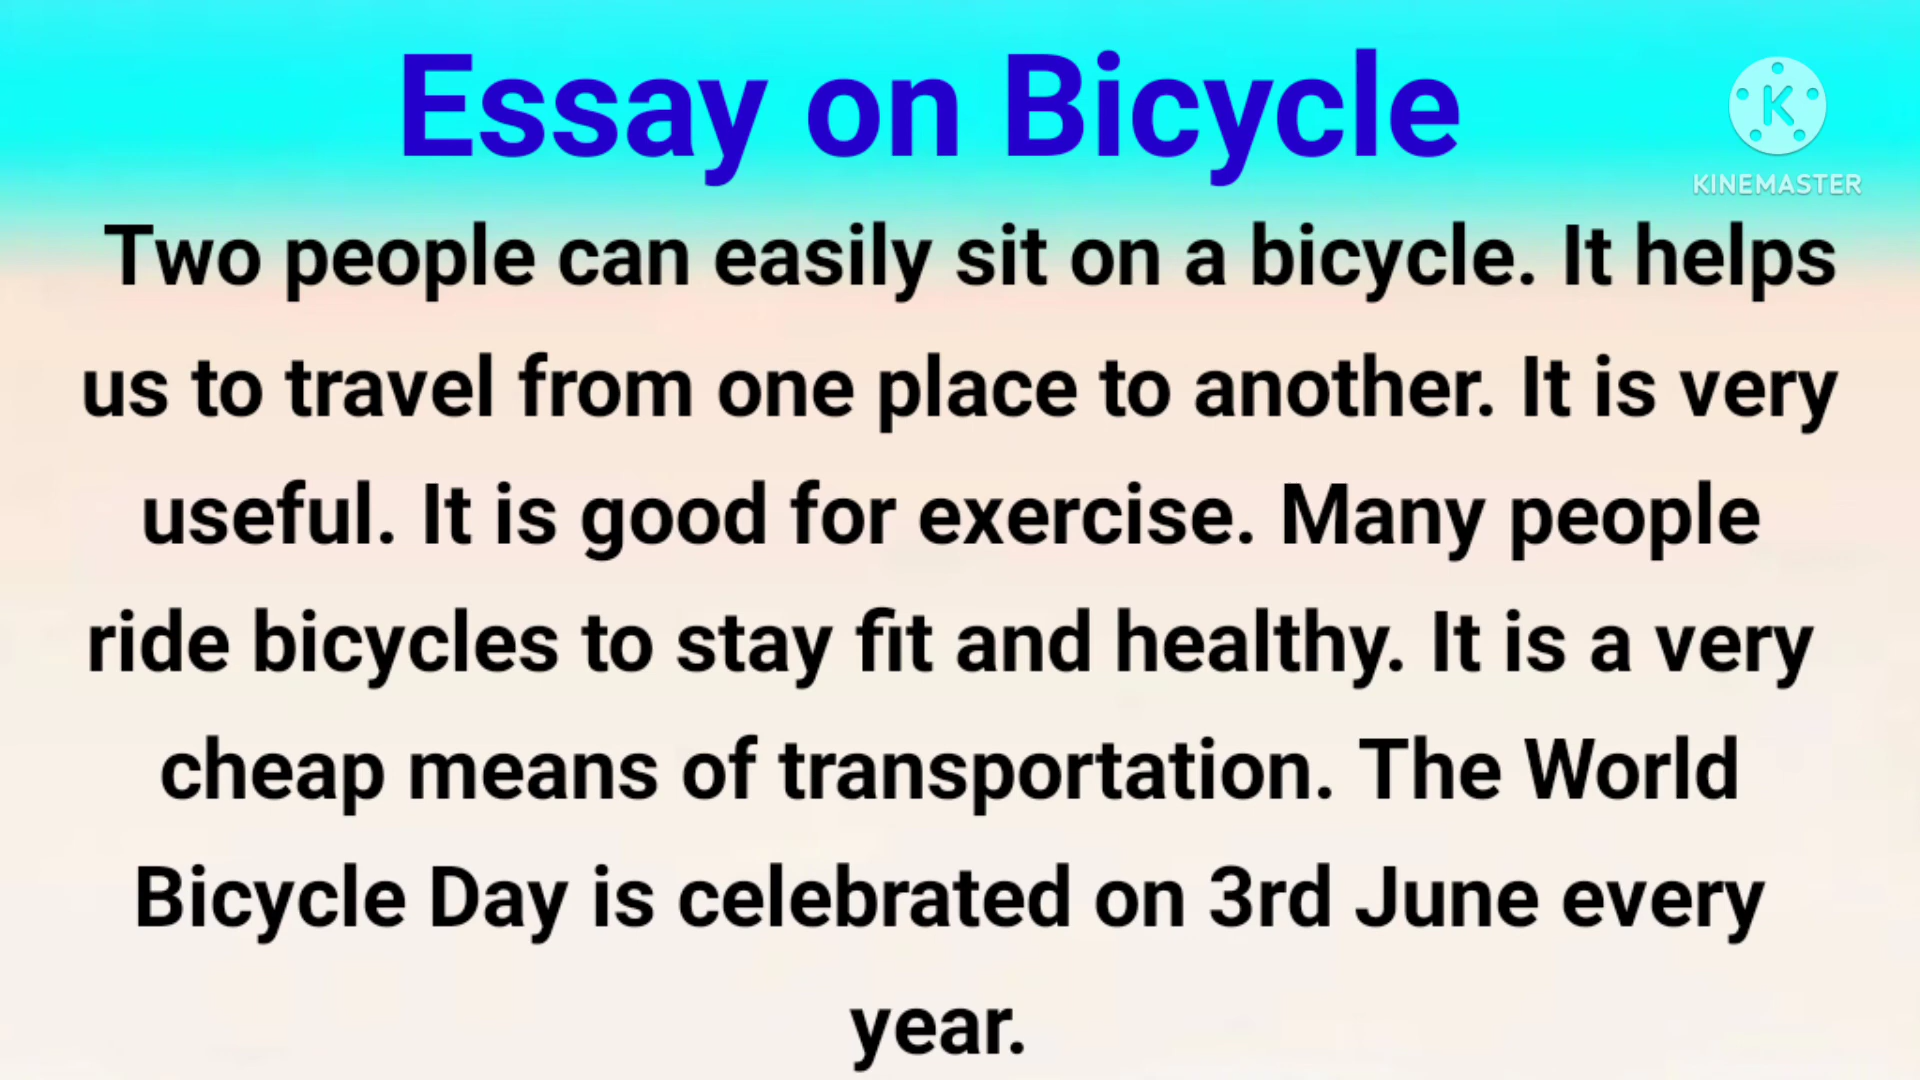 Essay on Bicycle
KINEMASTER
Two people can easily sit on a bicycle. It helps
us to travel from one place to another. It is very
useful. It is good for exercise. Many people
ride bicycles to stay fit and healthy. It is a very
cheap means of transportation. The World
Bicycle Day is celebrated on 3rd June every
year.